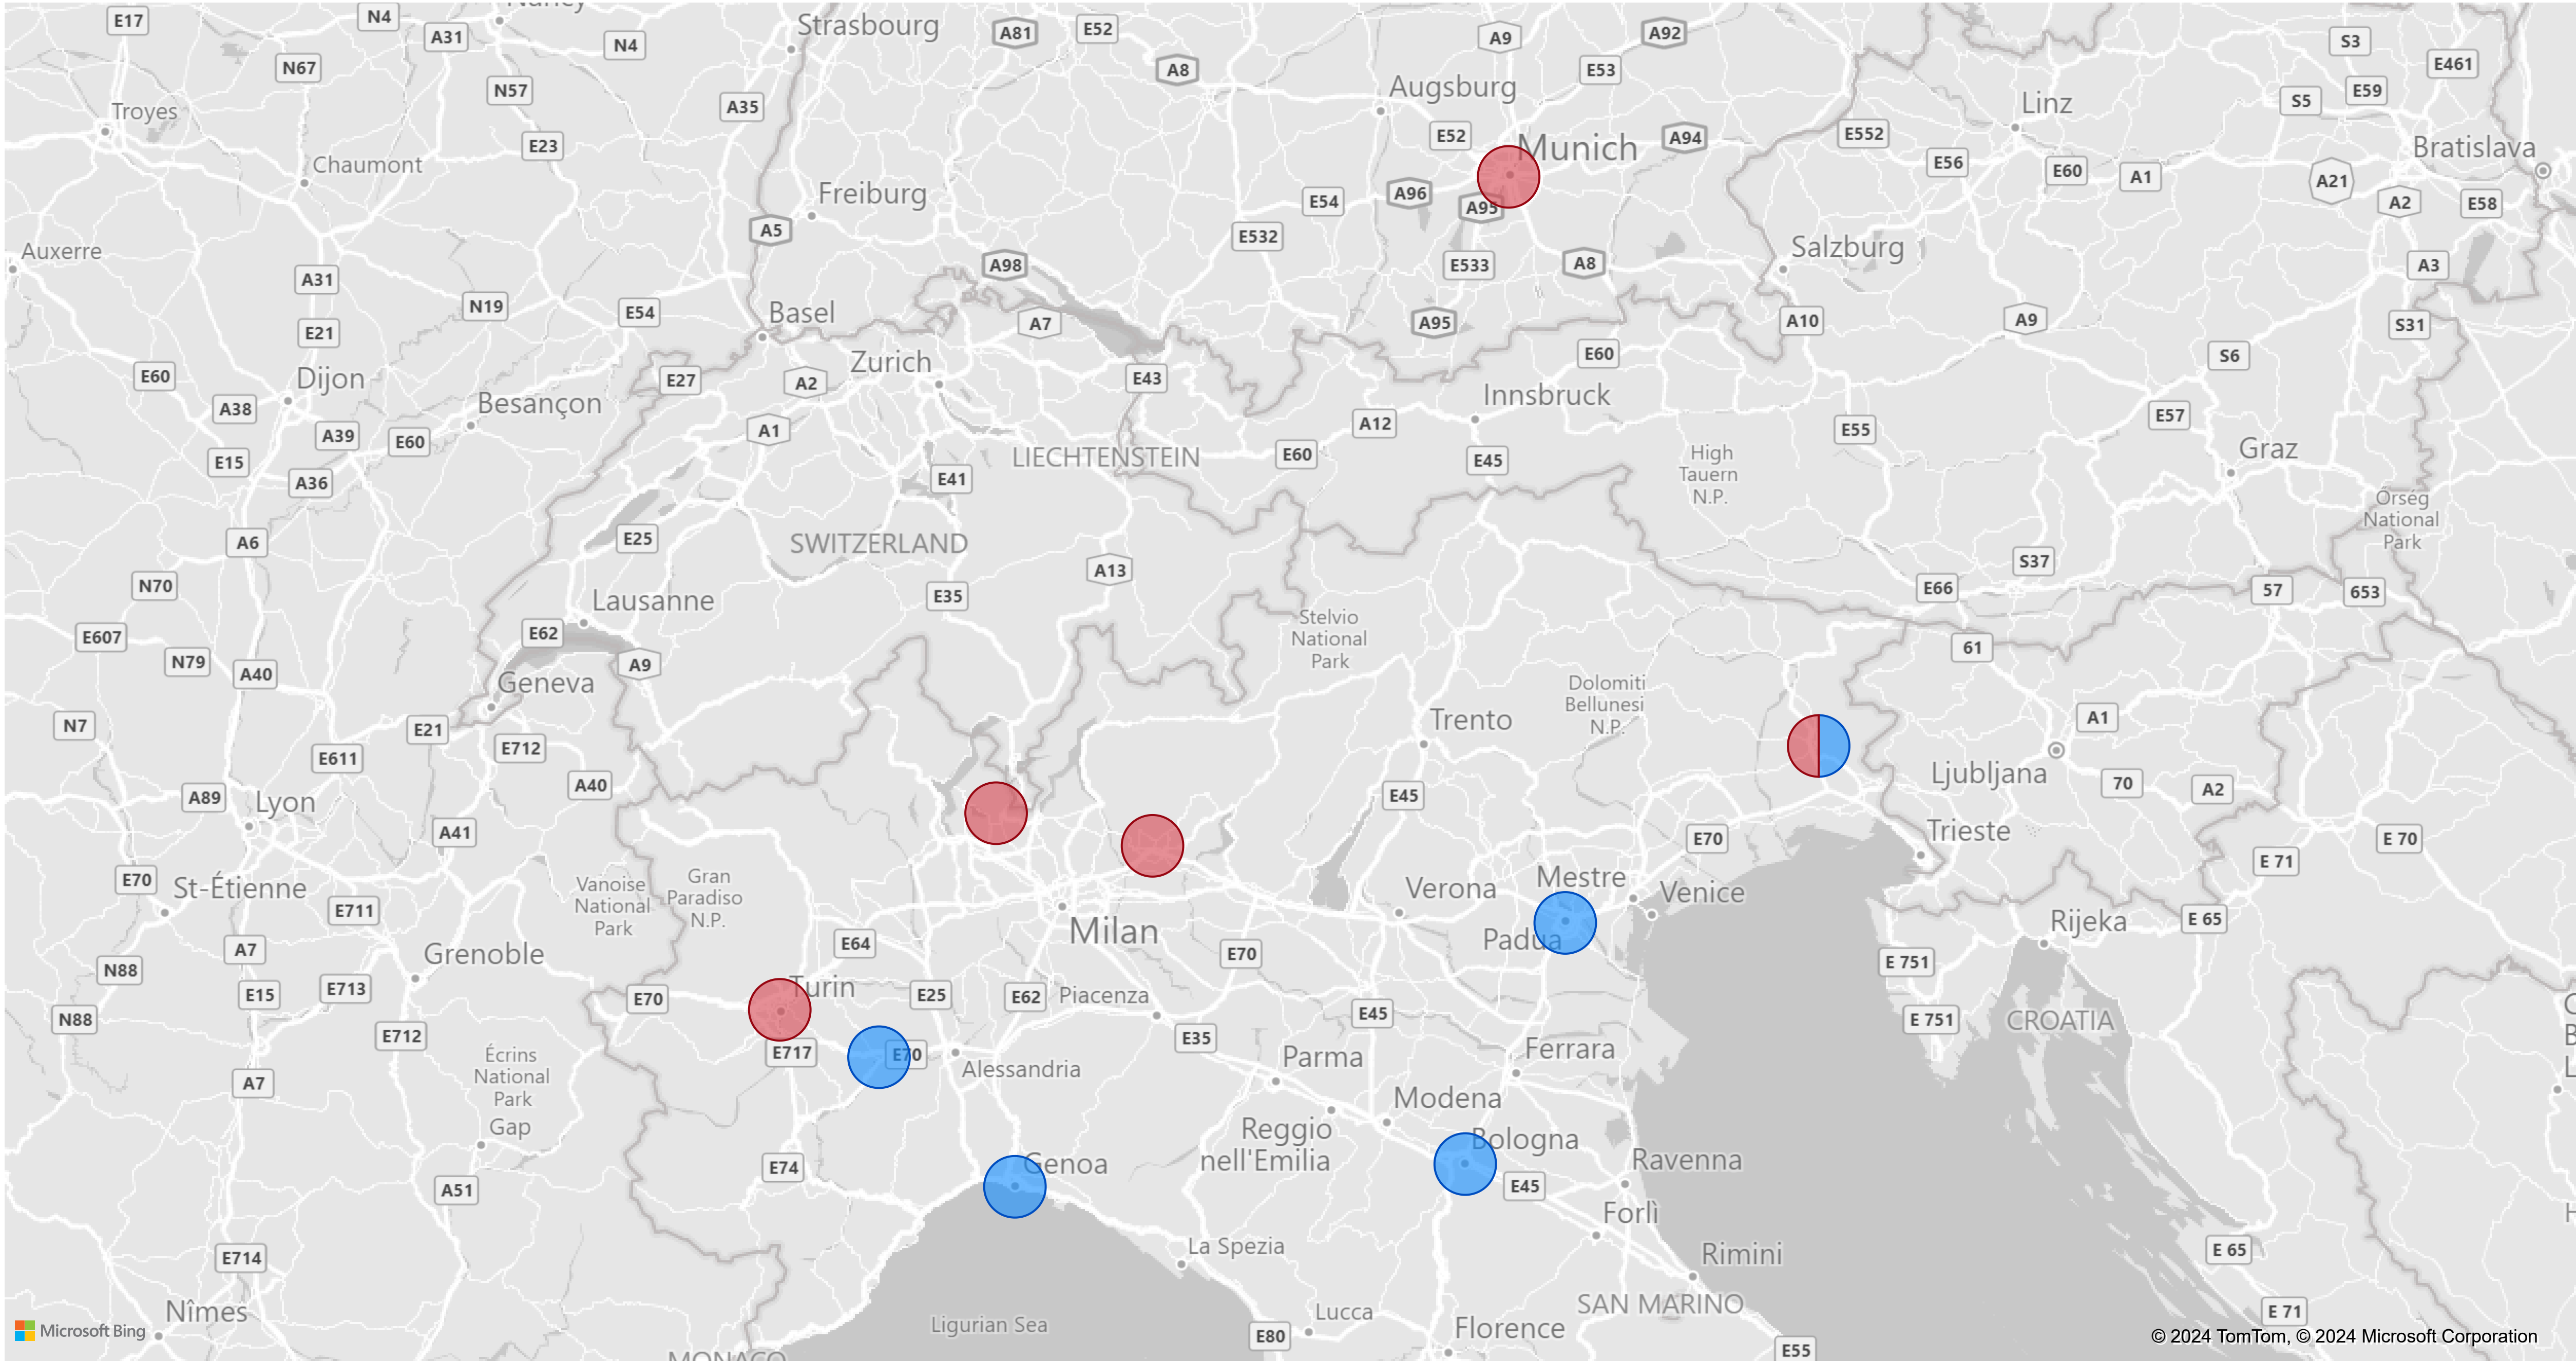 E17
N4
A31
Nancy
N4
Strasbourg
A81
E52
A9
A92
S3
E461
N67
N57
A8
E53
Augsburg
E59
S5
Troyes
A35
Linz
E23
E52
Munich
A94
E552
Bratislava
Chaumont
E56
E60
A1
A21
Freiburg
E54
A96
A95
A2
E58
A5
E532
Auxerre
A31
A98
E533
A8
Salzburg
A3
N19
E54
Basel
E21
A7
A95
A10
A9
S31
Zurich
E60
S6
E60
Dijon
E27
A2
E43
Innsbruck
A38
Besançon
A39
E60
A1
A12
E55
E57
E15
LIECHTENSTEIN
E60
E45
High
Tauern
N.P.
Graz
A36
E41
Őrség
National
Park
A6
E25
SWITZERLAND
A13
S37
N70
E35
E66
57
653
Lausanne
E607
E62
Stelvio
National
Park
61
N79
A40
A9
Geneva
Dolomiti
Bellunesi
N.P.
N7
E21
E712
Trento
A1
E611
A40
Ljubljana
70
A2
A89
Lyon
E45
A41
E70
Trieste
E 70
E70
St-Étienne
Vanoise
National
Park
Gran
Paradiso
N.P.
Verona
Mestre
Venice
E 71
E711
Milan
Padua
Rijeka
E 65
A7
Grenoble
E64
E70
E 751
N88
E15
E713
E70
Turin
E25
E62
Piacenza
E45
E 751
CROATIA
N88
E712
E717
E70
E35
Parma
Ferrara
Écrins
National
Park
Alessandria
A7
Modena
Gap
Reggio
nell'Emilia
Bologna
E74
Genoa
Ravenna
A51
E45
Forlì
E714
La Spezia
Rimini
E 65
Nîmes
Ligurian Sea
Lucca
SAN MARINO
E 71
Microsoft Bing
E80
Florence
E55
© 2024 TomTom, © 2024 Microsoft Corporation
MONACO